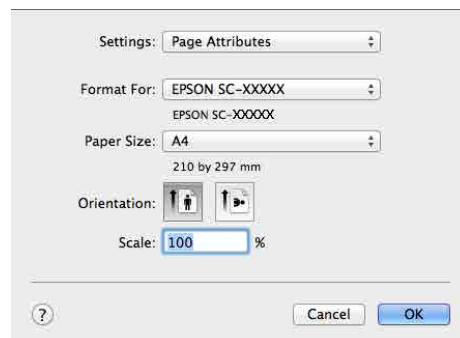 Settings: Page Attributes
Format For: EPSON SC-XXXXX
EPSON SC-XXXXX
Paper Size: A4
210 by 297 mm
Orientation:
Scale: 100 %
? Cancel OK